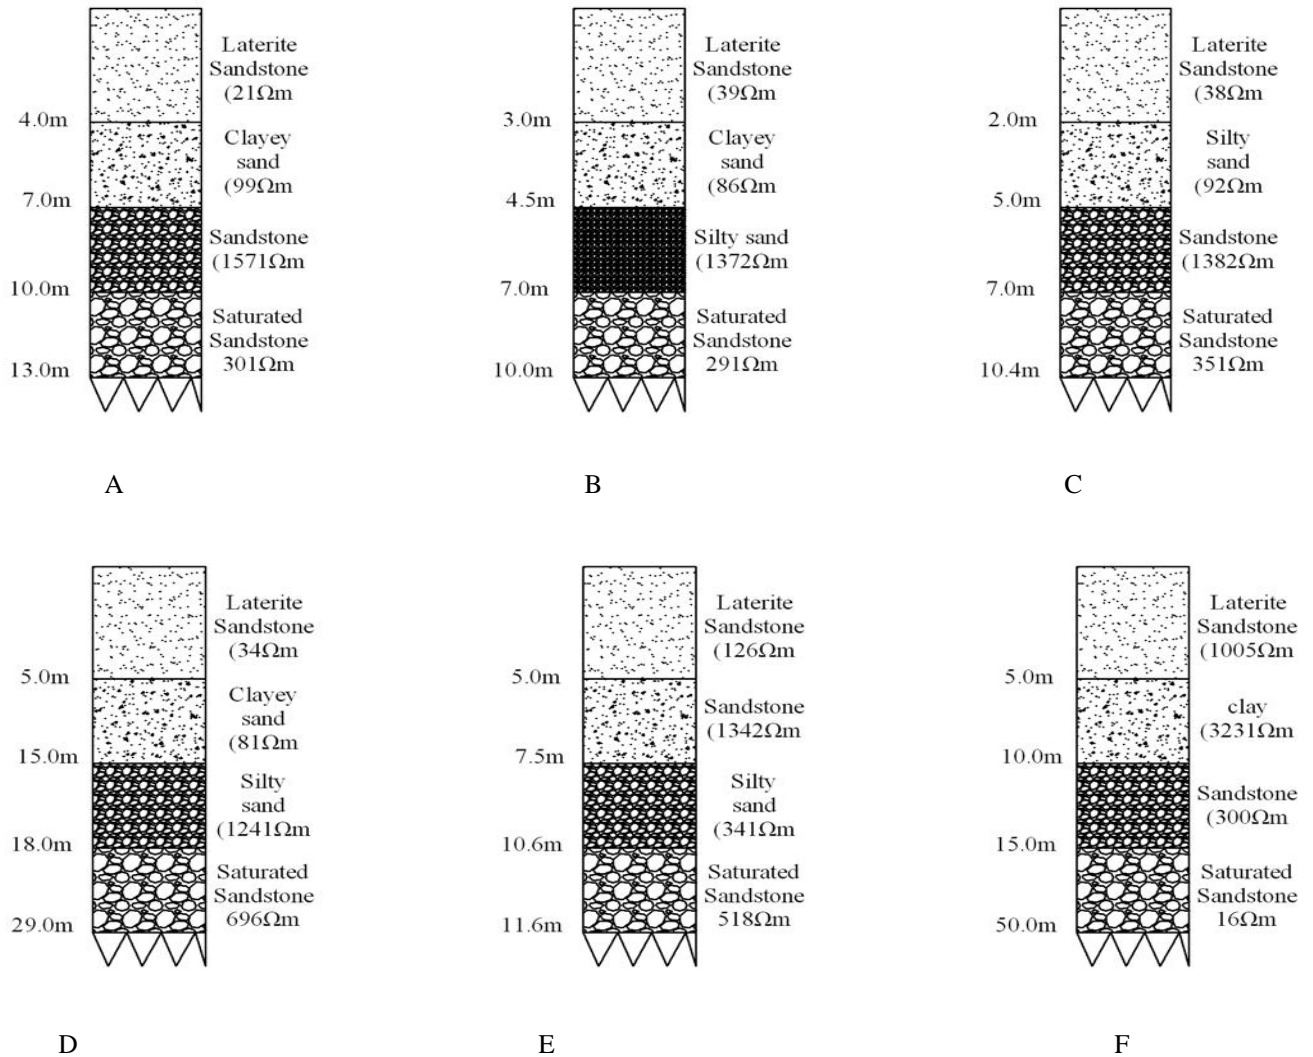 Laterite
Sandstone
(21Ωm
4.0m
Clayey
sand
(99Ωm
7.0m
Sandstone
(1571Ωm
10.0m
Saturated
Sandstone
301Ωm
13.0m
A
Laterite
Sandstone
(39Ωm
3.0m
Clayey
sand
(86Ωm
4.5m
Silty sand
(1372Ωm
7.0m
Saturated
Sandstone
291Ωm
10.0m
B
Laterite
Sandstone
(38Ωm
2.0m
Silty
sand
(92Ωm
5.0m
Sandstone
(1382Ωm
7.0m
Saturated
Sandstone
351Ωm
10.4m
C
Laterite
Sandstone
(34Ωm
5.0m
Clayey
sand
(81Ωm
15.0m
Silty
sand
(1241Ωm
18.0m
Saturated
Sandstone
696Ωm
29.0m
D
Laterite
Sandstone
(126Ωm
5.0m
Sandstone
(1342Ωm
7.5m
Silty
sand
(341Ωm
10.6m
Saturated
Sandstone
518Ωm
11.6m
E
Laterite
Sandstone
(1005Ωm
5.0m
clay
(3231Ωm
10.0m
Sandstone
(300Ωm
15.0m
Saturated
Sandstone
16Ωm
50.0m
F